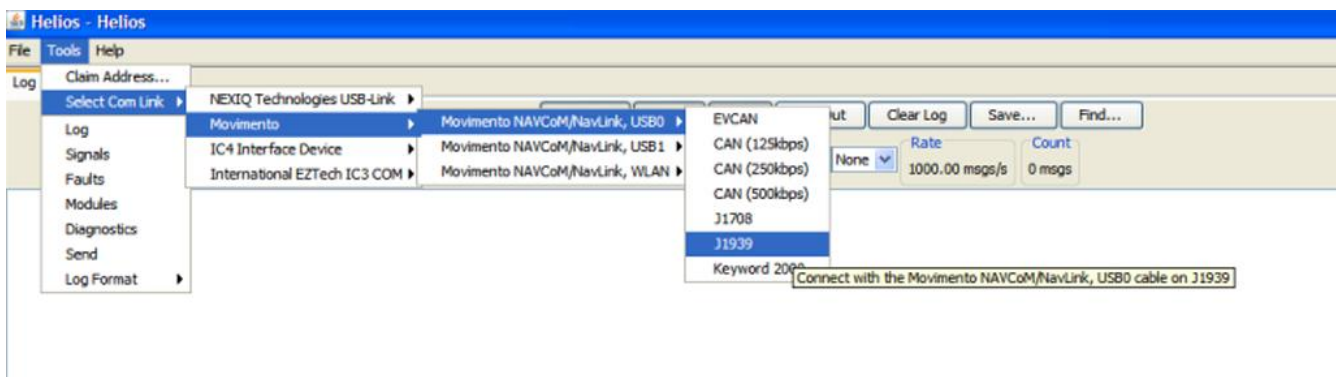 Helios - Helios
File Tools Help
Log
Claim Address...
Select Com Link
Log
Signals
Faults
Modules
Diagnostics
Send
Log Format
NEXIQ Technologies USB-Link
Movimento
IC4 Interface Device
International EZTech IC3 COM
Movimento NAVCoM/NavLink, USB0
Movimento NAVCoM/NavLink, USB1
Movimento NAVCoM/NavLink, WLAN
EVCAN
CAN (125kbps)
CAN (250kbps)
CAN (500kbps)
J1708
J1939
Keyword
Connect with the Movimento NAVCoM/NavLink, USB0 cable on J1939
Clear Log Save... Find...
None
Rate
1000.00 msgs/s
Count
0 msgs